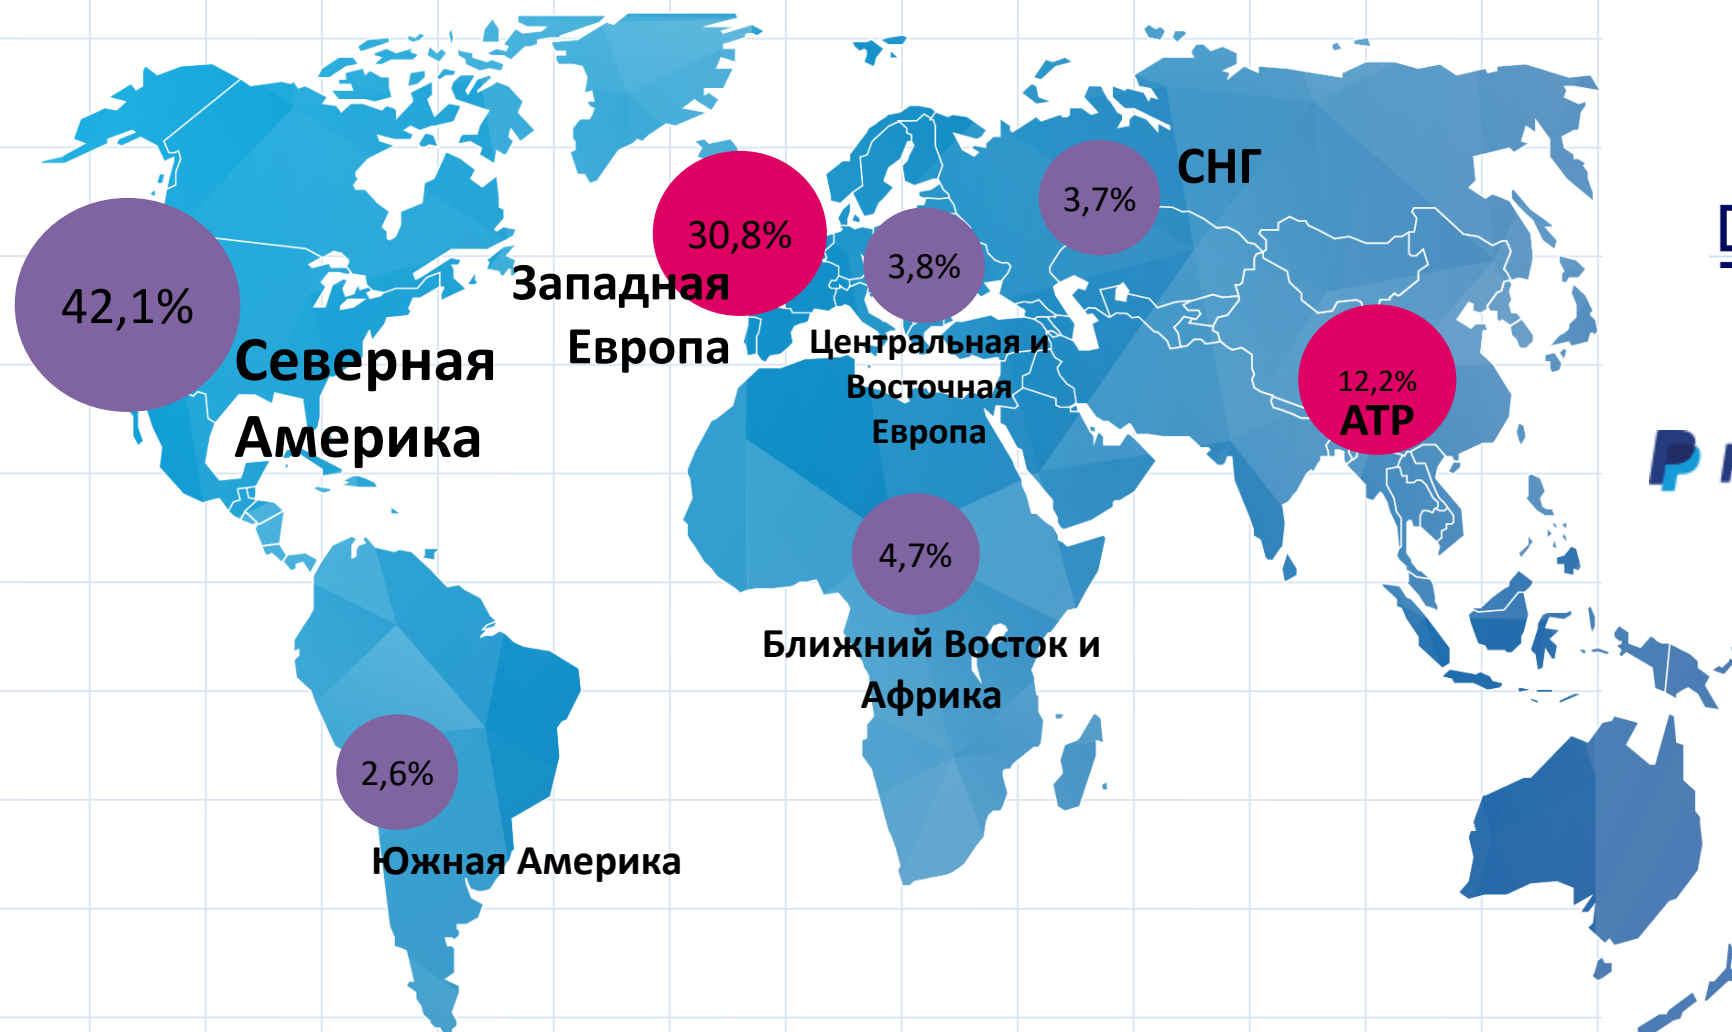 СНГ
3,7%
30,8%
3,8%
Западная
Европа
42,1%
Северная
Америка
Центральная и
Восточная
Европа
12,2%
АТР
4,7%
Ближний Восток и
Африка
2,6%
Южная Америка